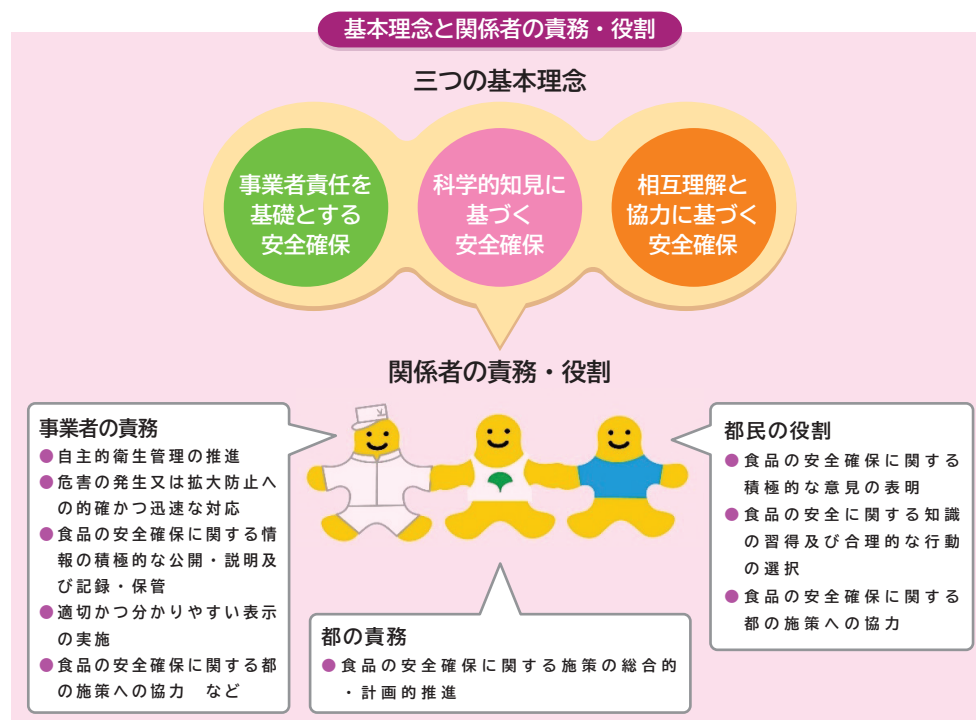 基本理念と関係者の責務・役割
三つの基本理念
事業者責任を
基礎とする
安全確保
科学的知見に
基づく
安全確保
相互理解と
協力に基づく
安全確保
関係者の責務・役割
事業者の責務
●自主的衛生管理の推進
●危害の発生又は拡大防止へ
の的確かつ迅速な対応
●食品の安全確保に関する情
報の積極的な公開・説明及
び記録・保管
●適切かつ分かりやすい表示
の実施
●食品の安全確保に関する都
の施策への協力　など
都の責務
●食品の安全確保に関する施策の総合的
・計画的推進
都民の役割
●食品の安全確保に関する
積極的な意見の表明
●食品の安全に関する知識
の習得及び合理的な行動
の選択
●食品の安全確保に関する
都の施策への協力